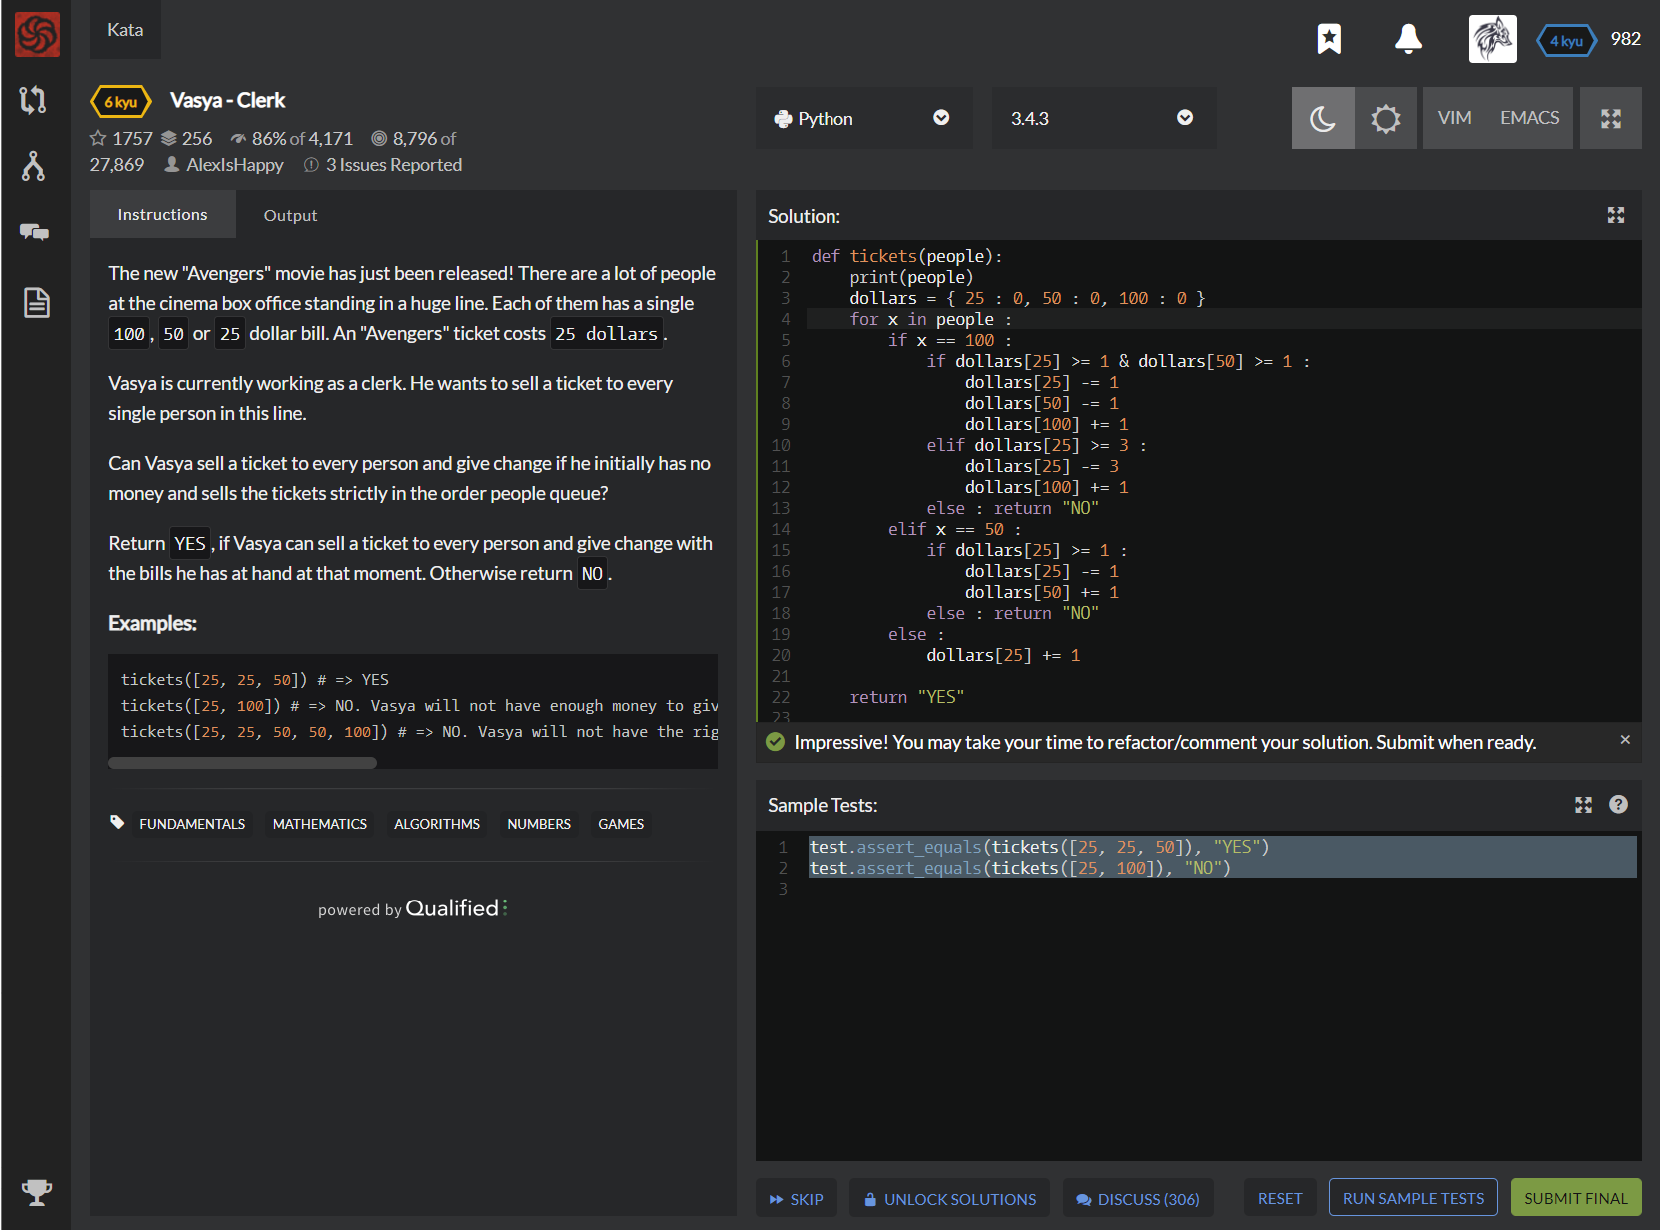 Kata
4 kyu 982
6 kyu Vasya - Clerk
1757 256 86% of 4,171 8,796 of
27,869 AlexIsHappy 3 Issues Reported
Python 3.4.3 VIM EMACS
Instructions Output
The new "Avengers" movie has just been released! There are a lot of people
at the cinema box office standing in a huge line. Each of them has a single
100, 50 or 25 dollar bill. An "Avengers" ticket costs 25 dollars.
Vasya is currently working as a clerk. He wants to sell a ticket to every
single person in this line.
Can Vasya sell a ticket to every person and give change if he initially has no
money and sells the tickets strictly in the order people queue?
Return YES, if Vasya can sell a ticket to every person and give change with
the bills he has at hand at that moment. Otherwise return NO.
Examples:
tickets([25, 25, 50]) # => YES
tickets([25, 100]) # => NO. Vasya will not have enough money to giv
tickets([25, 25, 50, 50, 100]) # => NO. Vasya will not have the rig
FUNDAMENTALS MATHEMATICS ALGORITHMS NUMBERS GAMES
powered by Qualified
Solution:
1 def tickets(people):
2     print(people)
3     dollars = { 25 : 0, 50 : 0, 100 : 0 }
4     for x in people :
5         if x == 100 :
6             if dollars[25] >= 1 & dollars[50] >= 1 :
7                 dollars[25] -= 1
8                 dollars[50] -= 1
9                 dollars[100] += 1
10             elif dollars[25] >= 3 :
11                 dollars[25] -= 3
12                 dollars[100] += 1
13             else : return "NO"
14         elif x == 50 :
15             if dollars[25] >= 1 :
16                 dollars[25] -= 1
17                 dollars[50] += 1
18             else : return "NO"
19         else :
20             dollars[25] += 1
21
22     return "YES"
23
Impressive! You may take your time to refactor/comment your solution. Submit when ready. ×
Sample Tests: ?
1 test.assert_equals(tickets([25, 25, 50]), "YES")
2 test.assert_equals(tickets([25, 100]), "NO")
3
SKIP UNLOCK SOLUTIONS DISCUSS (306) RESET RUN SAMPLE TESTS SUBMIT FINAL